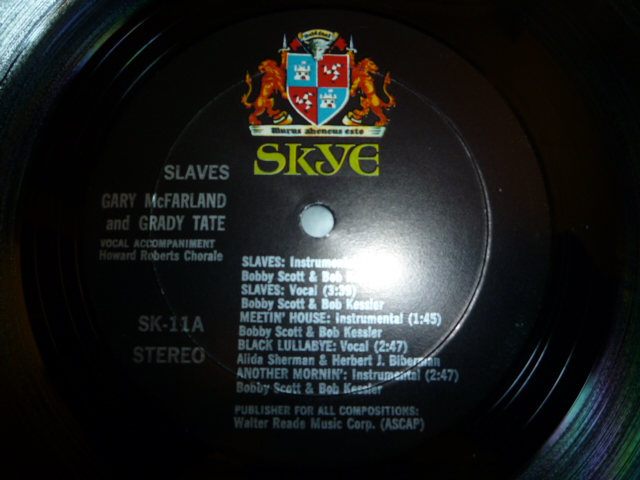 Murus aheneus esto
SKYE
SLAVES
GARY McFARLAND
and GRADY TATE
VOCAL ACCOMPANIMENT
Howard Roberts Chorale
SK-11A
STEREO
SLAVES: Instrumental
Bobby Scott & Bob
SLAVES: Vocal (3:39)
Bobby Scott & Bob Kessler
MEETIN' HOUSE: Instrumental (1:45)
Bobby Scott & Bob Kessler
BLACK LULLABYE: Vocal (2:47)
Alida Sherman & Herbert J. Biberman
ANOTHER MORNIN': Instrumental (2:47)
Bobby Scott & Bob Kessler
PUBLISHER FOR ALL COMPOSITIONS:
Walter Reade Music Corp. (ASCAP)